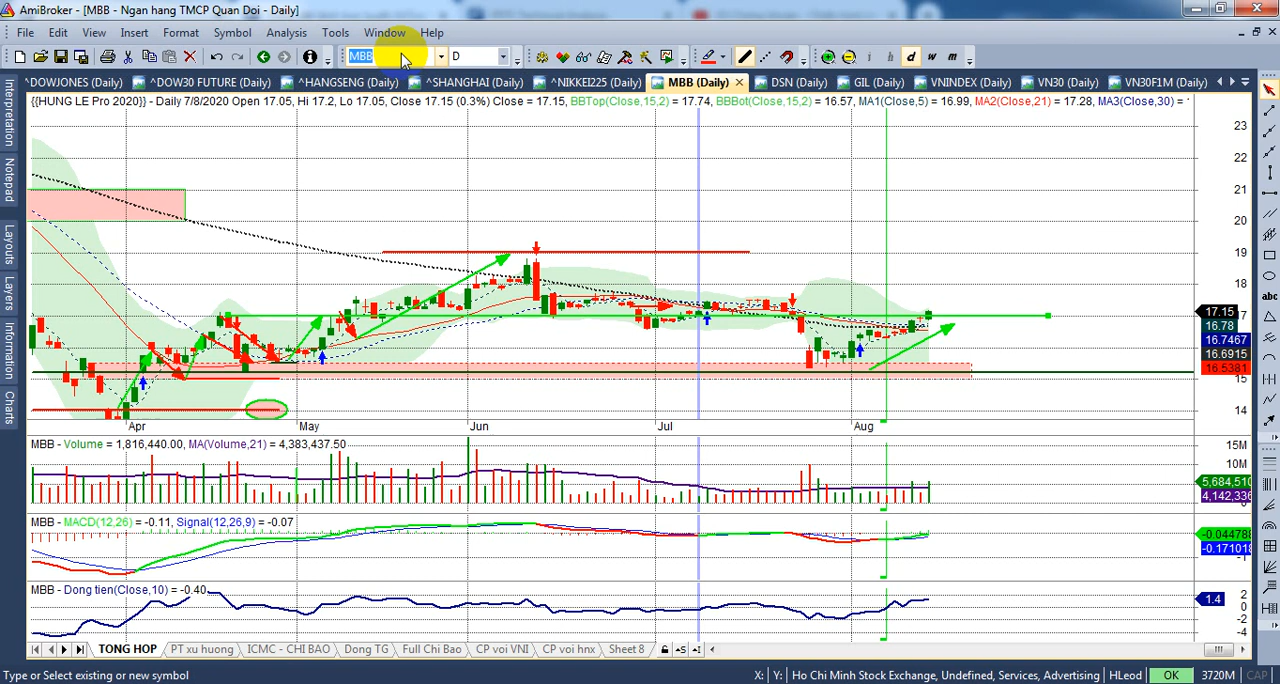 AmiBroker - [MBB - Ngan hang TMCP Quan Doi - Daily]
File Edit View Insert Format Symbol Analysis Tools Window Help
MBB D i h d w m
^DOWJONES (Daily) ^DOW30 FUTURE (Daily) ^HANGSENG (Daily) ^SHANGHAI (Daily) ^NIKKEI225 (Daily) MBB (Daily) DSN (Daily) GIL (Daily) VNINDEX (Daily) VN30 (Daily) VN30F1M (Daily)
{{HUNG LE Pro 2020}} - Daily 7/8/2020 Open 17.05, Hi 17.2, Lo 17.05, Close 17.15 (0.3%) Close = 17.15, BBTop(Close,15,2) = 17.74, BBBot(Close,15,2) = 16.57, MA1(Close,5) = 16.99, MA2(Close,21) = 17.28, MA3(Close,30) =
Interpretation
Notepad
Layouts
Layers
Information
Charts
abc
23
22
21
20
19
18
17
17.15
16.78
16.7467
16.6915
16.5381
15
14
Apr May Jun Jul Aug
MBB - Volume = 1,816,440.00, MA(Volume,21) = 4,383,437.50
15M
10M
5,684,510
4,142,336
MBB - MACD(12,26) = -0.11, Signal(12,26,9) = -0.07
-0.044788
-0.171018
-1
MBB - Dong tien(Close,10) = -0.40
2
1.4
0
-2
-4
TONG HOP PT xu huong ICMC - CHI BAO Dong TG Full Chi Bao CP voi VNI CP voi hnx Sheet 8
Type or Select existing or new symbol X: Y: Ho Chi Minh Stock Exchange, Undefined, Services, Advertising HLeod OK 3720M CAP